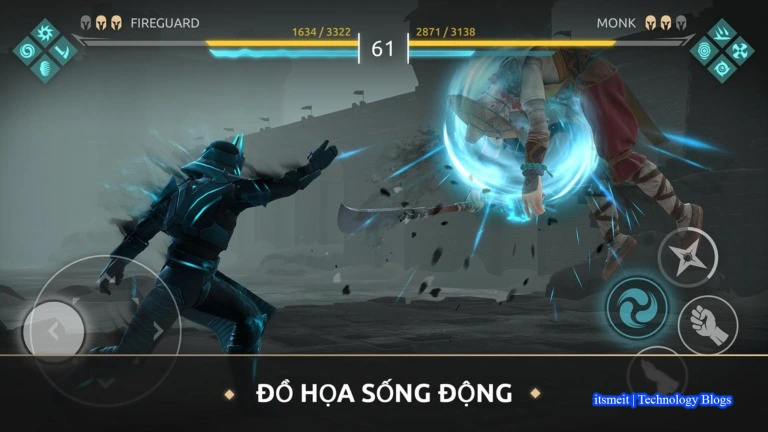 FIREGUARD
1634 / 3322
61
2871 / 3138
MONK
ĐỒ HỌA SỐNG ĐỘNG
itsmeit | Technology Blogs